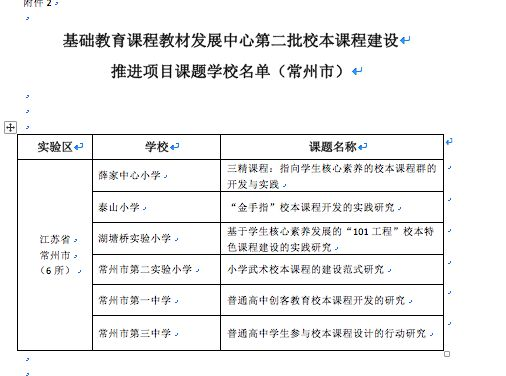 附件 2
基础教育课程教材发展中心第二批校本课程建设
推进项目课题学校名单（常州市）
实验区 学校 课题名称
江苏省
常州市
（6 所）
薛家中心小学
三精课程：指向学生核心素养的校本课程群的
开发与实践
泰山小学
“金手指”校本课程开发的实践研究
湖塘桥实验小学
基于学生核心素养发展的“101 工程”校本特
色课程建设的实践研究
常州市第二实验小学
小学武术校本课程的建设范式研究
常州市第一中学
普通高中创客教育校本课程开发的研究
常州市第三中学
普通高中学生参与校本课程设计的行动研究